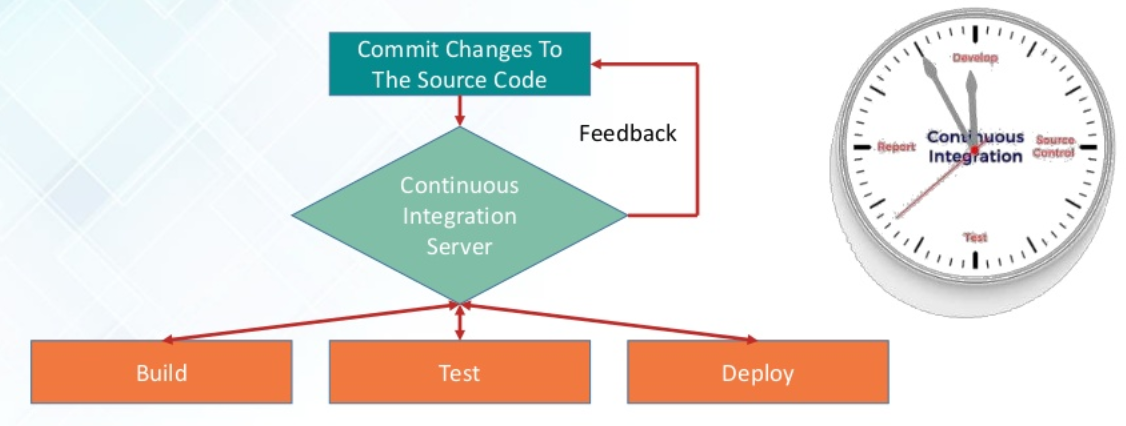 Commit Changes To
The Source Code
Feedback
Continuous
Integration
Server
Build
Test
Deploy
Develop
Report
Continuous
Integration
Source
Control
Test